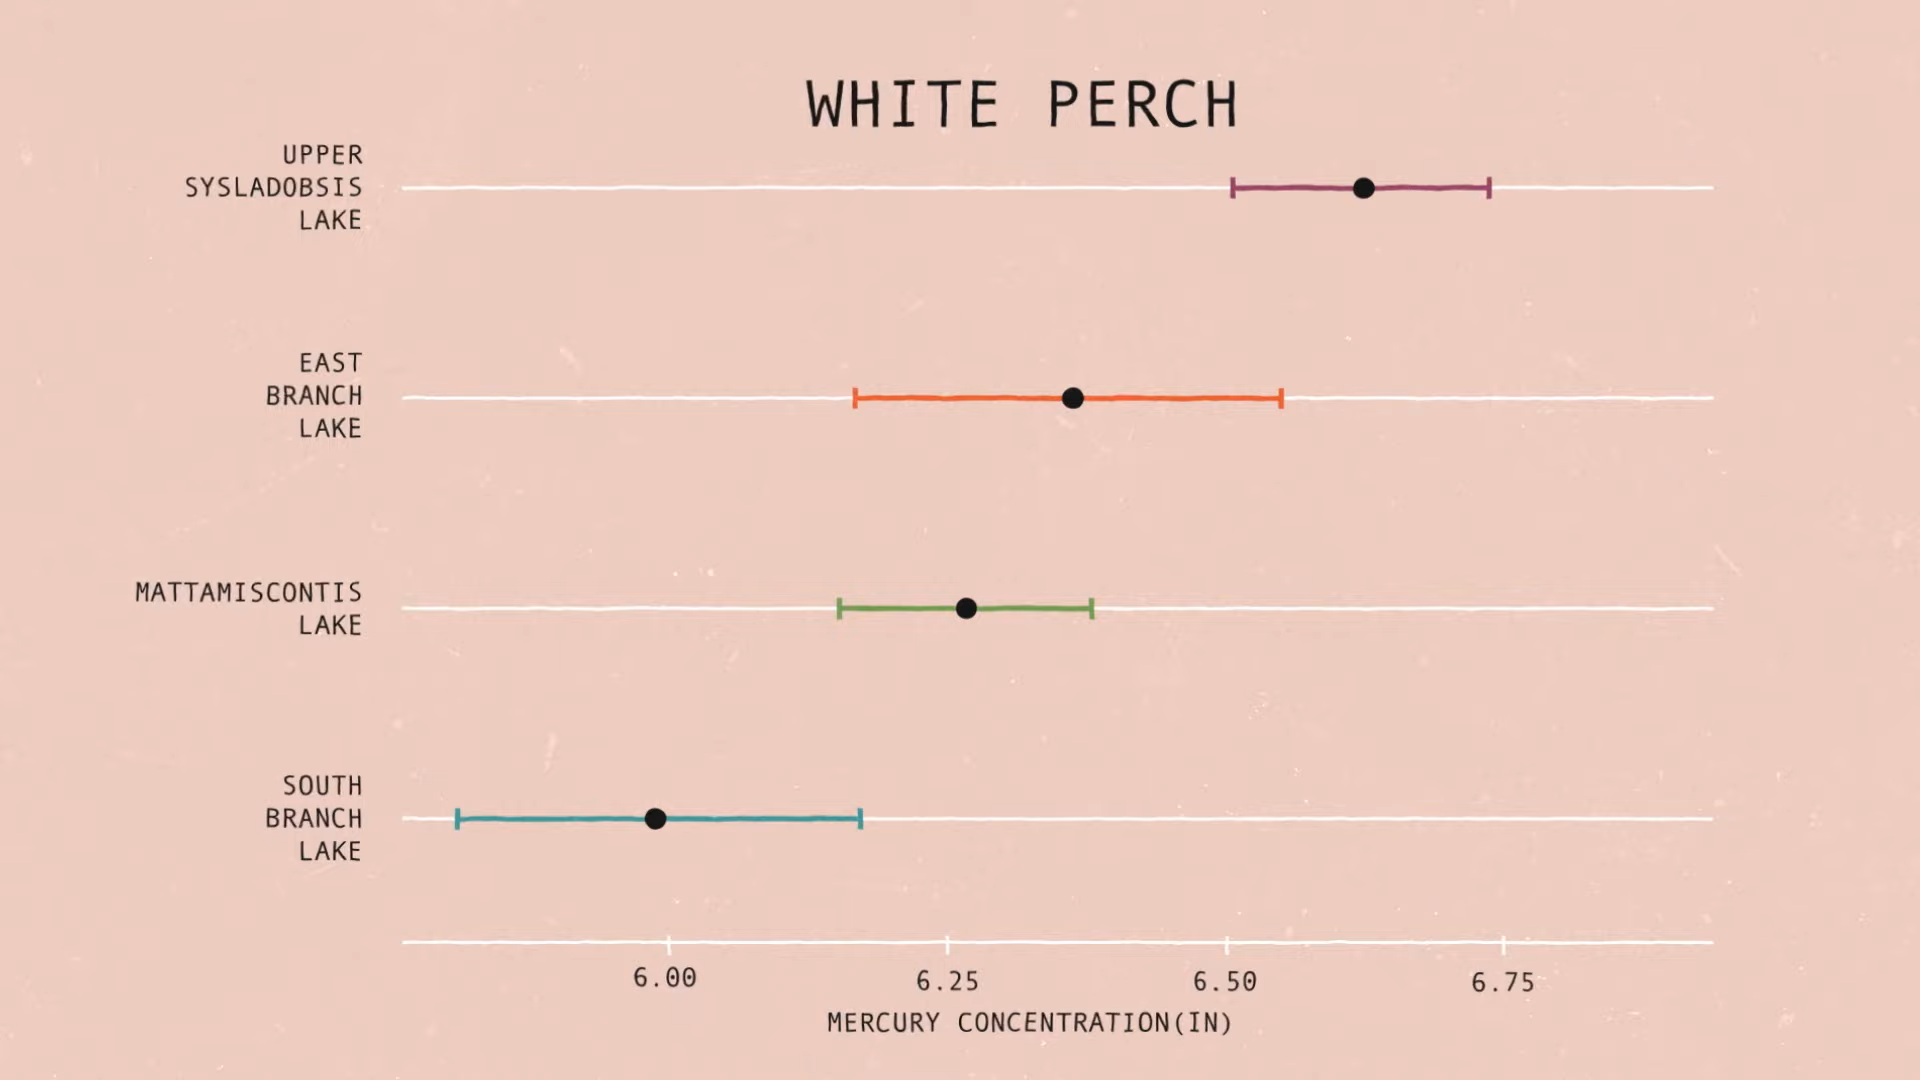 WHITE PERCH
UPPER
SYSLADOBSIS
LAKE
EAST
BRANCH
LAKE
MATTAMISCONTIS
LAKE
SOUTH
BRANCH
LAKE
6.00
6.25
6.50
6.75
MERCURY CONCENTRATION(IN)